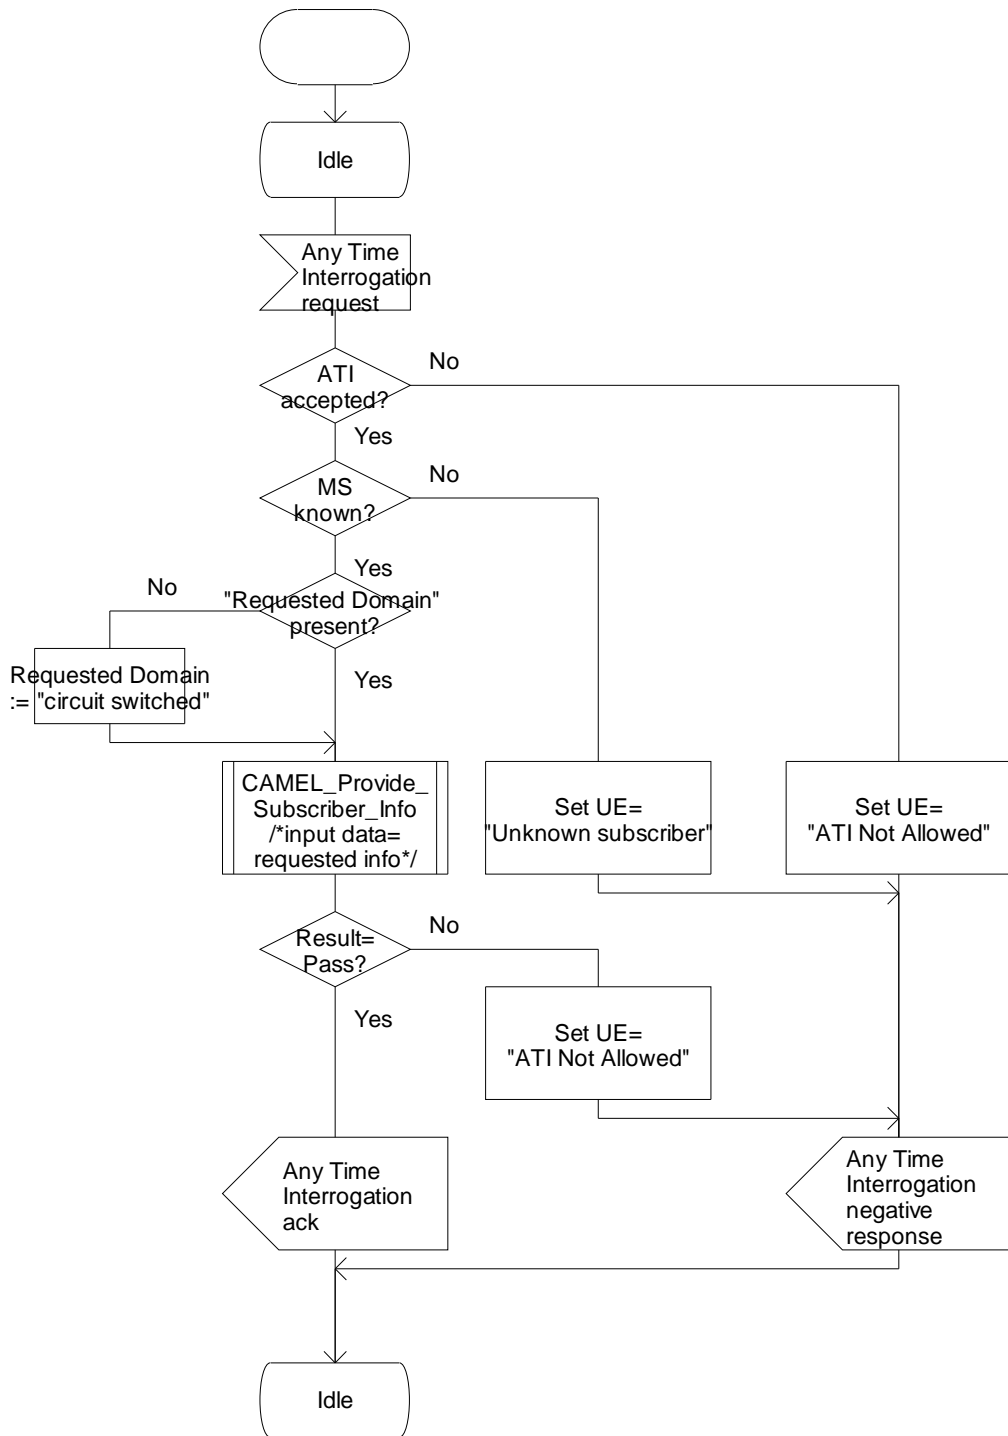 Idle
Any Time
Interrogation
request
ATI
accepted?
No
Yes
MS
known?
No
Yes
"Requested Domain"
present?
No
Yes
Requested Domain
:= "circuit switched"
CAMEL_Provide_
Subscriber_Info
/*input data=
requested info*/
Set UE=
"Unknown subscriber"
Set UE=
"ATI Not Allowed"
Result=
Pass?
No
Yes
Set UE=
"ATI Not Allowed"
Any Time
Interrogation
ack
Any Time
Interrogation
negative
response
Idle